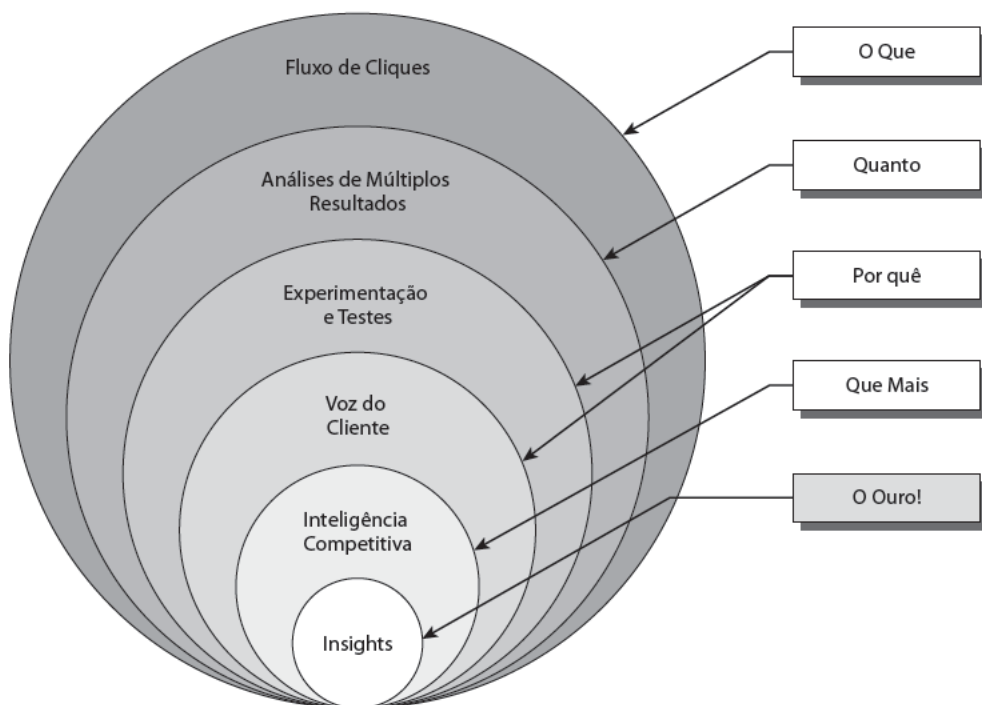 Fluxo de Cliques
Análises de Múltiplos
Resultados
Experimentação
e Testes
Voz do
Cliente
Inteligência
Competitiva
Insights
O Que
Quanto
Por quê
Que Mais
O Ouro!